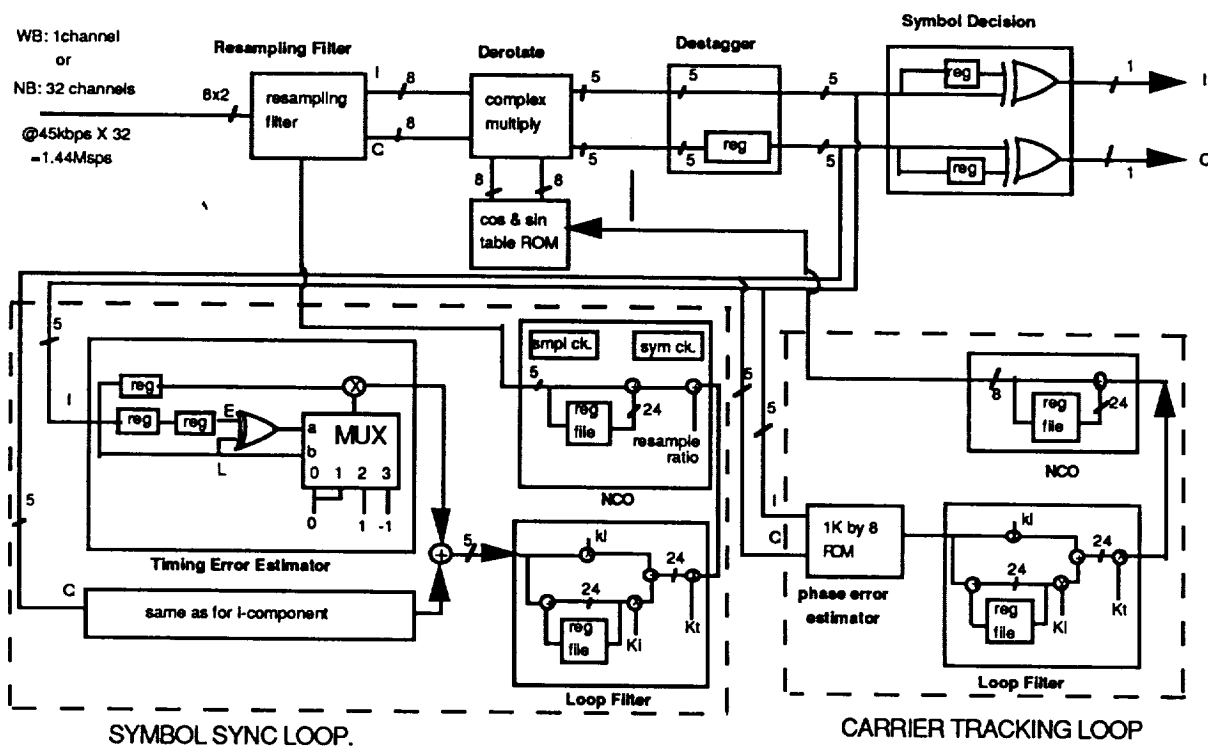 WB: 1channel
or
NB: 32 channels
@45kbps X 32
=1.44Msps
8x2
Resampling Filter
resampling
filter
I
8
C
8
Derotate
complex
multiply
8
8
cos & sin
table ROM
5
5
Destagger
5
5
reg
5
5
Symbol Decision
reg
reg
1
I
1
C
SYMBOL SYNC LOOP.
5
I
5
C
reg
reg
reg
E
L
X
a
b
MUX
0
1
2
3
0
1
-1
Timing Error Estimator
same as for I-component
+
5
smpl ck.
sym ck.
5
reg
file
24
resample
ratio
NCO
kl
24
reg
file
Ki
24
Kt
Loop Filter
CARRIER TRACKING LOOP
5
5
I
C
1K by 8
ROM
phase error
estimator
8
reg
file
24
NCO
kl
24
reg
file
Kl
24
Kt
Loop Filter